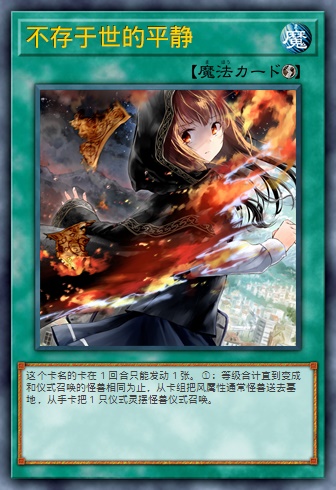 不存于世的平静
魔
【魔法カード】
这个卡名的卡在1回合只能发动1张。①：等级合计直到变成
和仪式召唤的怪兽相同为止，从卡组把风属性通常怪兽送去墓
地，从手卡把1只仪式灵摆怪兽仪式召唤。